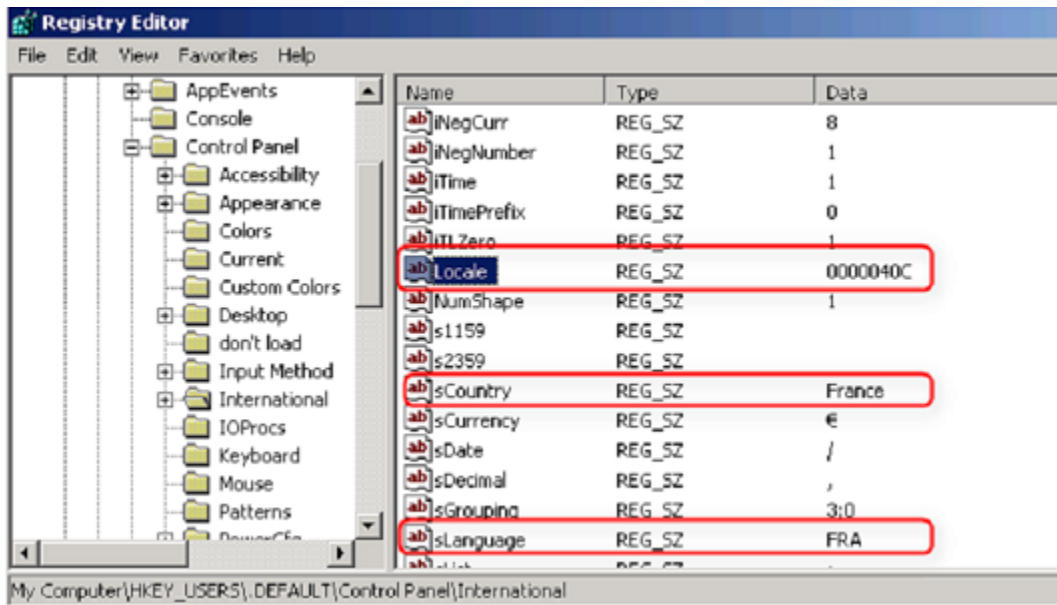 Registry Editor
File Edit View Favorites Help
AppEvents
Console
Control Panel
Accessibility
Appearance
Colors
Current
Custom Colors
Desktop
don't load
Input Method
International
IOProcs
Keyboard
Mouse
Patterns
PowerCfg
Name Type Data
iNegCurr REG_SZ 8
iNegNumber REG_SZ 1
iTime REG_SZ 1
iTimePrefix REG_SZ 0
iTLZero REG_SZ 1
Locale REG_SZ 0000040C
NumShape REG_SZ 1
s1159 REG_SZ
s2359 REG_SZ
sCountry REG_SZ France
sCurrency REG_SZ €
sDate REG_SZ /
sDecimal REG_SZ ,
sGrouping REG_SZ 3;0
sLanguage REG_SZ FRA
My Computer\HKEY_USERS\.DEFAULT\Control Panel\International